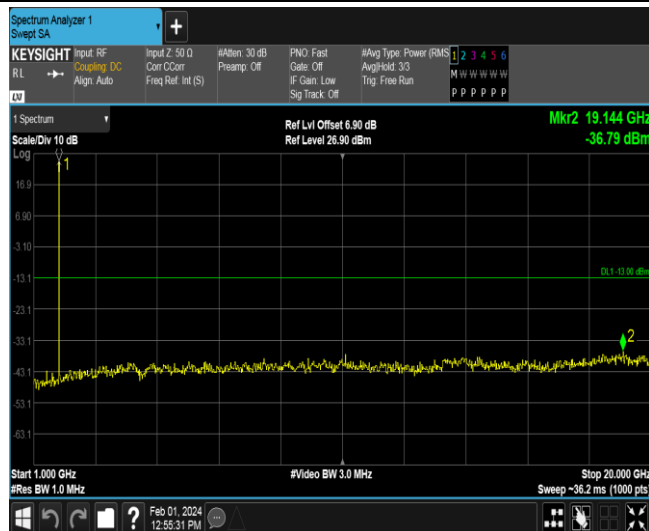 Spectrum Analyzer 1
Swept SA
+
KEYSIGHT
RL
LXI
Input: RF
Coupling: DC
Align: Auto
Input Z: 50 Ω
Corr CCorr
Freq Ref: Int (S)
#Atten: 30 dB
Preamp: Off
PNO: Fast
Gate: Off
IF Gain: Low
Sig Track: Off
#Avg Type: Power (RMS
Avg|Hold: 3/3
Trig: Free Run
1 2 3 4 5 6
M W W W W W
P P P P P P
1 Spectrum
Scale/Div 10 dB
Log
Ref Lvl Offset 6.90 dB
Ref Level 26.90 dBm
Mkr2 19.144 GHz
-36.79 dBm
1
16.9
6.90
-3.10
-13.1
DL1 -13.00 dBm
-23.1
-33.1
2
-43.1
-53.1
-63.1
Start 1.000 GHz
#Video BW 3.0 MHz
Stop 20.000 GHz
#Res BW 1.0 MHz
Sweep ~36.2 ms (1000 pts)
?
Feb 01, 2024
12:55:31 PM